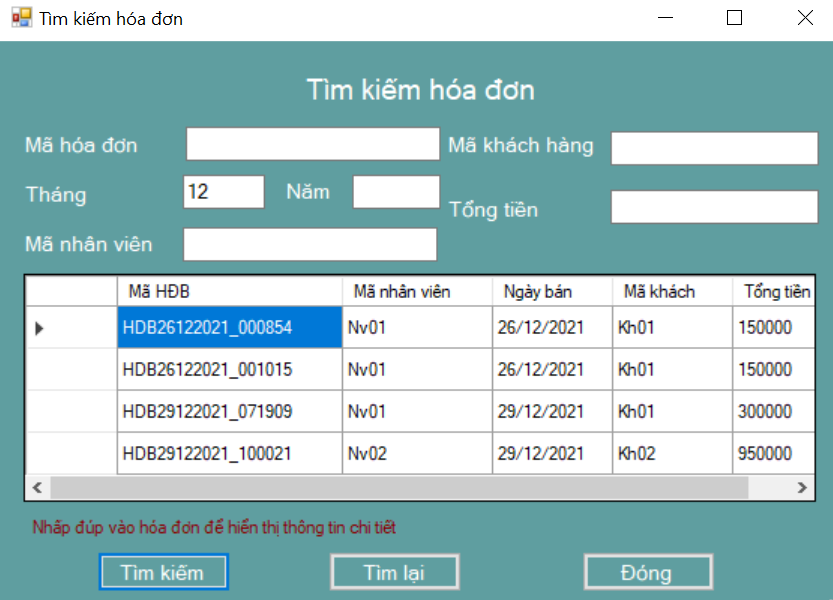 Tìm kiếm hóa đơn
Tìm kiếm hóa đơn
Mã hóa đơn Mã khách hàng
Tháng 12 Năm
Tổng tiền
Mã nhân viên
Mã HĐB Mã nhân viên Ngày bán Mã khách Tổng tiền
HDB26122021_000854 Nv01 26/12/2021 Kh01 150000
HDB26122021_001015 Nv01 26/12/2021 Kh01 150000
HDB29122021_071909 Nv01 29/12/2021 Kh01 300000
HDB29122021_100021 Nv02 29/12/2021 Kh02 950000
Nhấp đúp vào hóa đơn để hiển thị thông tin chi tiết
Tìm kiếm Tìm lại Đóng